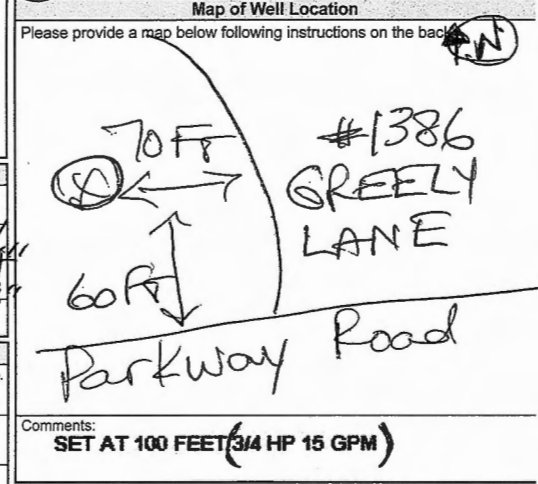 Map of Well Location
Please provide a map below following instructions on the back
N
70 Ft
#1386
GREELY
LANE
X
60 Ft
Parkway Road
Comments:
SET AT 100 FEET (3/4 HP 15 GPM)